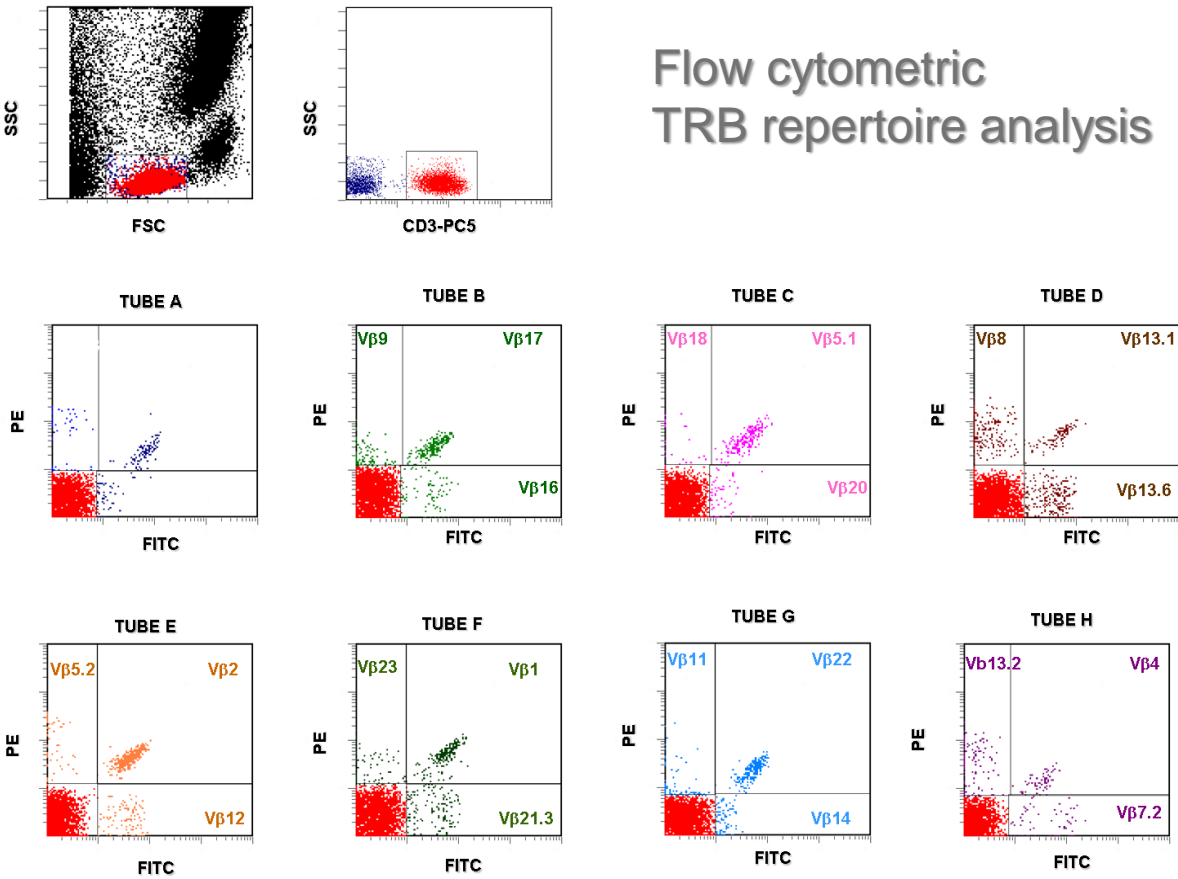 Flow cytometric
TRB repertoire analysis
SSC
FSC
SSC
CD3-PC5
TUBE A
PE
FITC
TUBE B
Vβ9
Vβ17
Vβ16
PE
FITC
TUBE C
Vβ18
Vβ5.1
Vβ20
PE
FITC
TUBE D
Vβ8
Vβ13.1
Vβ13.6
PE
FITC
TUBE E
Vβ5.2
Vβ2
Vβ12
PE
FITC
TUBE F
Vβ23
Vβ1
Vβ21.3
PE
FITC
TUBE G
Vβ11
Vβ22
Vβ14
PE
FITC
TUBE H
Vb13.2
Vβ4
Vβ7.2
PE
FITC